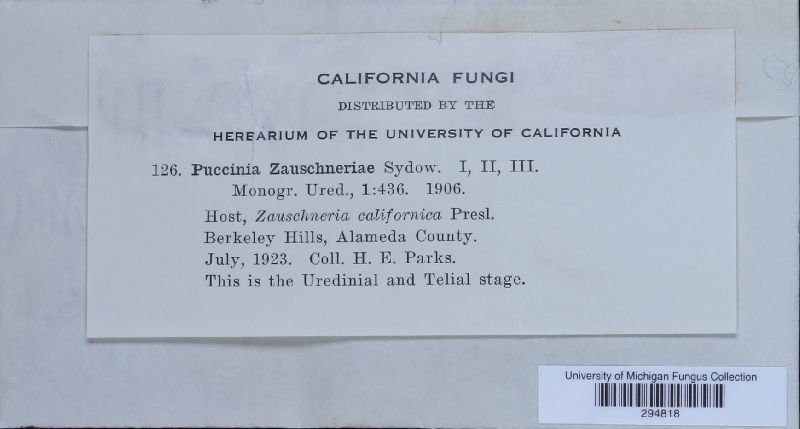 CALIFORNIA FUNGI
DISTRIBUTED BY THE
HERBARIUM OF THE UNIVERSITY OF CALIFORNIA
126. Puccinia Zauschneriae Sydow. I, II, III.
Monogr. Ured., 1:436. 1906.
Host, Zauschneria californica Presl.
Berkeley Hills, Alameda County.
July, 1923. Coll. H. E. Parks.
This is the Uredinial and Telial stage.
University of Michigan Fungus Collection
294818